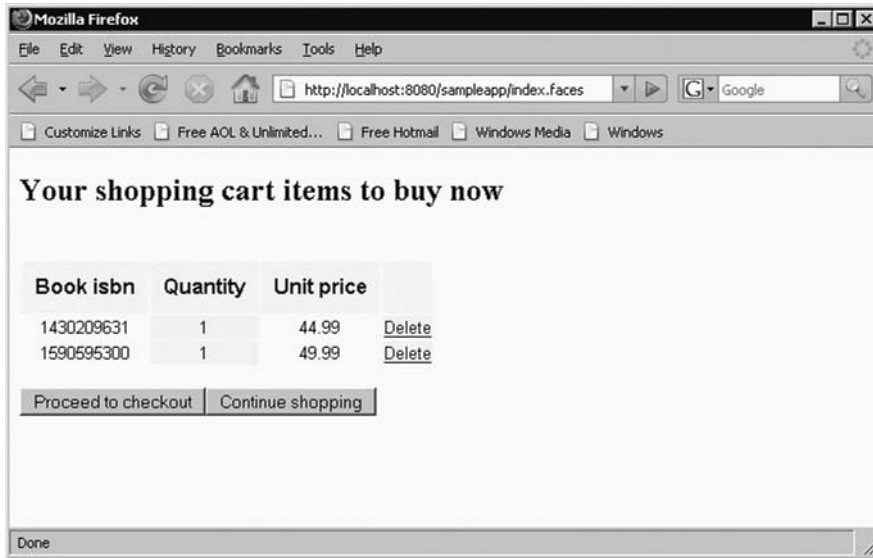 Mozilla Firefox
File Edit View History Bookmarks Tools Help
http://localhost:8080/sampleapp/index.faces G Google
Customize Links Free AOL & Unlimited... Free Hotmail Windows Media Windows
Your shopping cart items to buy now
Book isbn Quantity Unit price
1430209631 1 44.99 Delete
1590595300 1 49.99 Delete
Proceed to checkout Continue shopping
Done